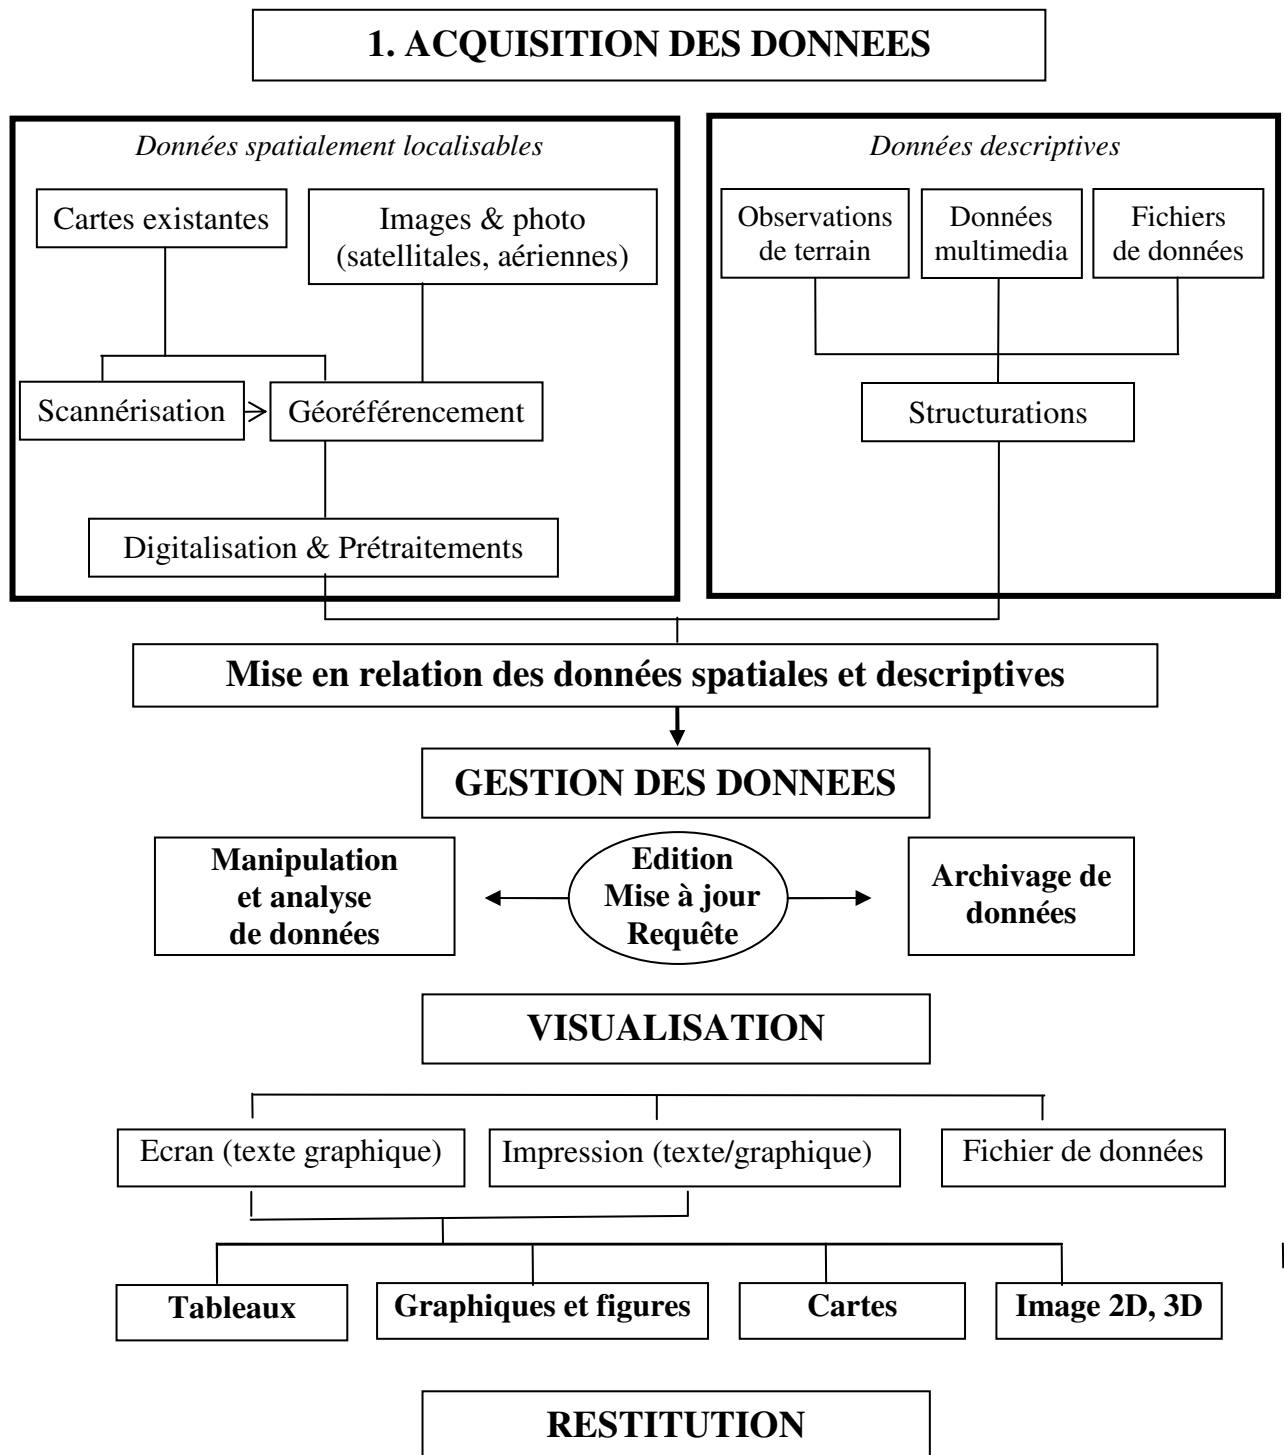 1. ACQUISITION DES DONNEES
Données spatialement localisables
Cartes existantes
Images & photo
(satellitales, aériennes)
Scannérisation
Géoréférencement
Digitalisation & Prétraitements
Données descriptives
Observations
de terrain
Données
multimedia
Fichiers
de données
Structurations
Mise en relation des données spatiales et descriptives
GESTION DES DONNEES
Manipulation
et analyse
de données
Edition
Mise à jour
Requête
Archivage de
données
VISUALISATION
Ecran (texte graphique)
Impression (texte/graphique)
Fichier de données
Tableaux
Graphiques et figures
Cartes
Image 2D, 3D
RESTITUTION